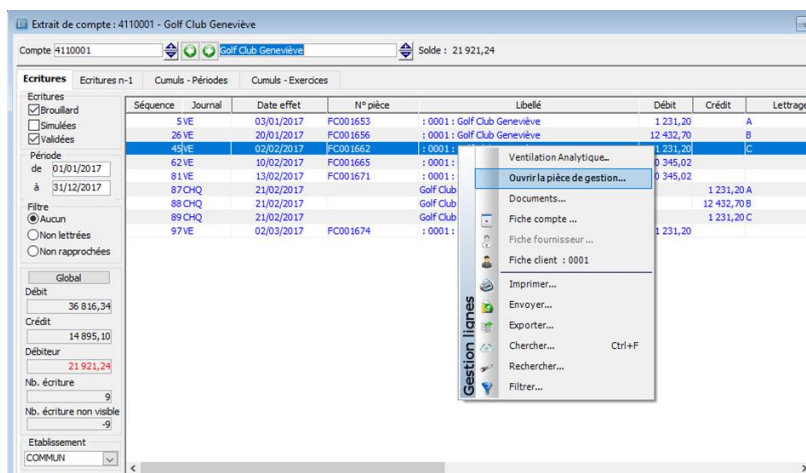 Extrait de compte : 4110001 - Golf Club Geneviève
Compte 4110001 Golf Club Geneviève Solde : 21 921,24
Ecritures Ecritures n-1 Cumuls - Périodes Cumuls - Exercices
Ecritures
Brouillard
Simulées
Validées
Période
de 01/01/2017
à 31/12/2017
Filtre
Aucun
Non lettrées
Non rapprochées
Global
Débit
36 816,34
Crédit
14 895,10
Débiteur
21 921,24
Nb. écriture
9
Nb. écriture non visible
-9
Etablissement
COMMUN
Séquence Journal Date effet N° pièce Libellé Débit Crédit Lettrage
5 VE 03/01/2017 FC001653 : 0001 : Golf Club Geneviève 1 231,20 A
26 VE 20/01/2017 FC001656 : 0001 : Golf Club Geneviève 12 432,70 B
45 VE 02/02/2017 FC001662 : 0001 : 1 231,20 C
62 VE 10/02/2017 FC001665 : 0001 : 0 345,02
81 VE 13/02/2017 FC001671 : 0001 : 0 345,02
87 CHQ 21/02/2017 Golf Club 1 231,20 A
88 CHQ 21/02/2017 Golf Club 12 432,70 B
89 CHQ 21/02/2017 Golf Club 1 231,20 C
97 VE 02/03/2017 FC001674 : 0001 : 1 231,20
Gestion lignes
Ventilation Analytique...
Ouvrir la pièce de gestion...
Documents...
Fiche compte ...
Fiche fournisseur ...
Fiche client : 0001
Imprimer...
Envoyer...
Exporter...
Chercher... Ctrl+F
Rechercher...
Filtrer...